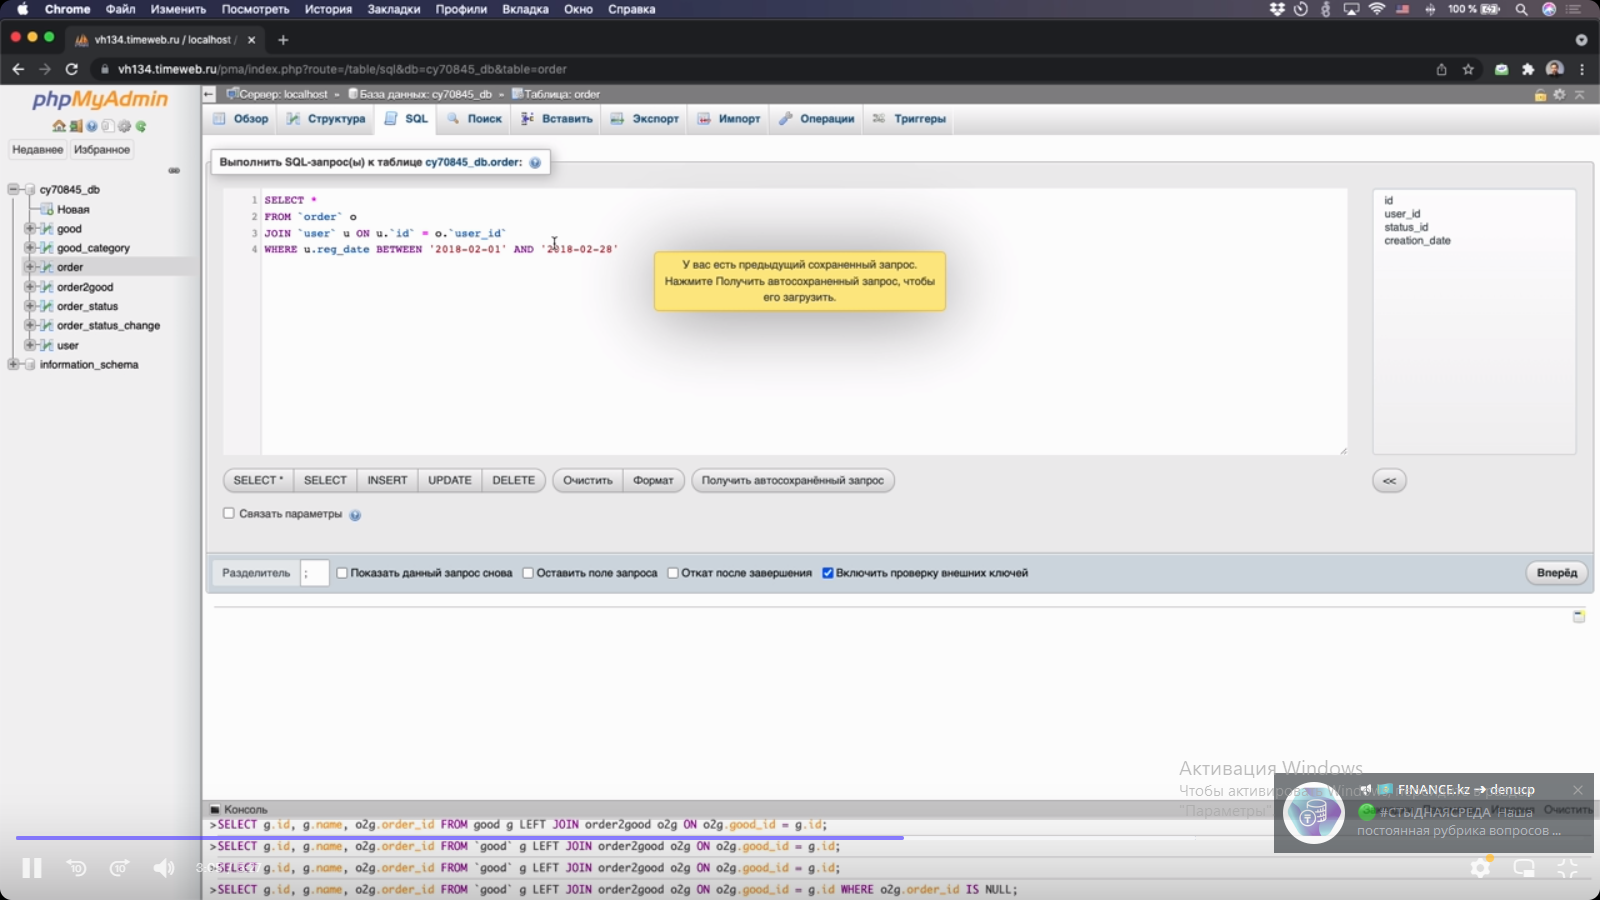 Chrome Файл Изменить Посмотреть История Закладки Профили Вкладка Окно Справка 100 %
vh134.timeweb.ru / localhost /
vh134.timeweb.ru/pma/index.php?route=/table/sql&db=cy70845_db&table=order
phpMyAdmin
Недавнее Избранное
cy70845_db
Новая
good
good_category
order
order2good
order_status
order_status_change
user
information_schema
Сервер: localhost » База данных: cy70845_db » Таблица: order
Обзор Структура SQL Поиск Вставить Экспорт Импорт Операции Триггеры
Выполнить SQL-запрос(ы) к таблице cy70845_db.order:
1 SELECT *
2 FROM `order` o
3 JOIN `user` u ON u.`id` = o.`user_id`
4 WHERE u.reg_date BETWEEN '2018-02-01' AND '2018-02-28'
У вас есть предыдущий сохраненный запрос.
Нажмите Получить автосохраненный запрос, чтобы
его загрузить.
id
user_id
status_id
creation_date
SELECT * SELECT INSERT UPDATE DELETE Очистить Формат Получить автосохранённый запрос <<
Связать параметры
Разделитель ; Показать данный запрос снова Оставить поле запроса Откат после завершения Включить проверку внешних ключей Вперёд
Активация Windows
Чтобы
"Параметры"
FINANCE.kz → denucp
#СТЫДНАЯСРЕДА Наша
постоянная рубрика вопросов ...
Очистить
Консоль
>SELECT g.id, g.name, o2g.order_id FROM good g LEFT JOIN order2good o2g ON o2g.good_id = g.id;
>SELECT g.id, g.name, o2g.order_id FROM `good` g LEFT JOIN order2good o2g ON o2g.good_id = g.id;
>SELECT g.id, g.name, o2g.order_id FROM `good` g LEFT JOIN order2good o2g ON o2g.good_id = g.id;
>SELECT g.id, g.name, o2g.order_id FROM `good` g LEFT JOIN order2good o2g ON o2g.good_id = g.id WHERE o2g.order_id IS NULL;
10 10